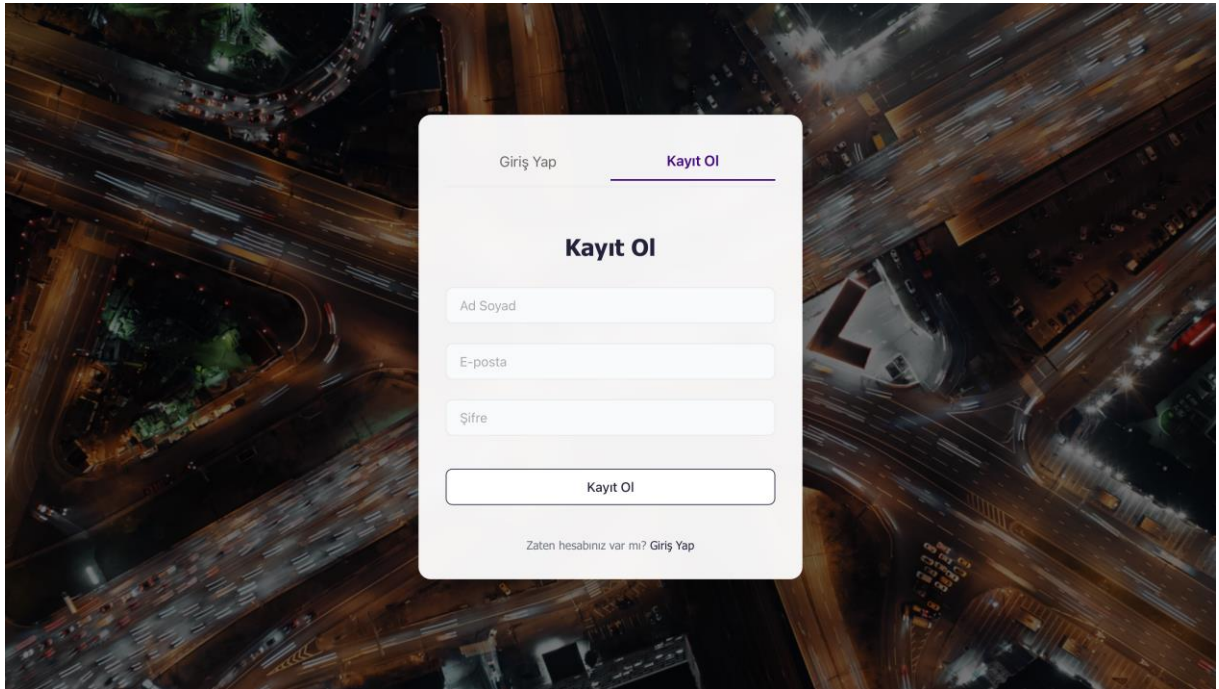 Giriş Yap
Kayıt Ol
Kayıt Ol
Ad Soyad
E-posta
Şifre
Kayıt Ol
Zaten hesabınız var mı? Giriş Yap